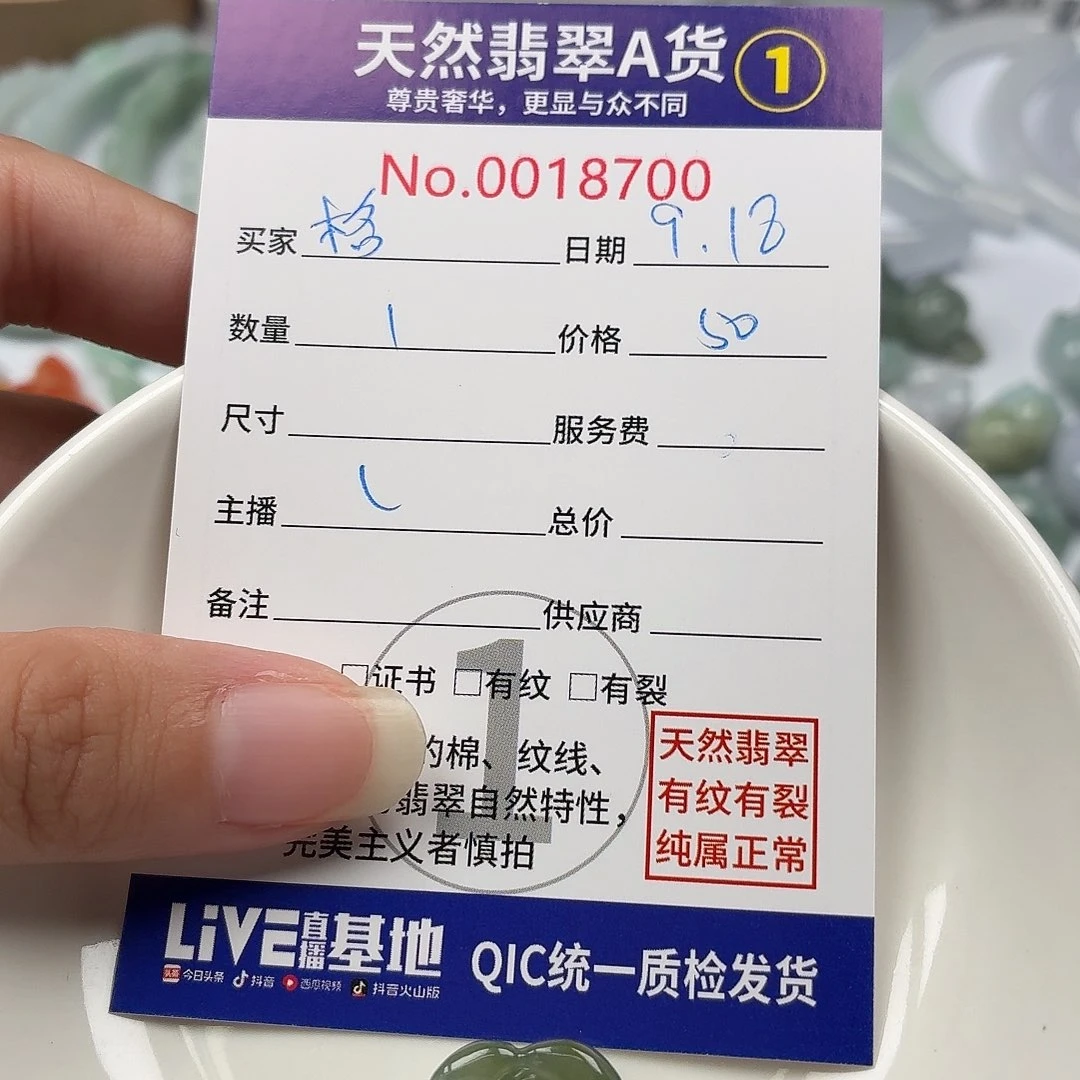 天然翡翠A货 1
尊贵奢华，更显与众不同
No.0018700
买家 格 日期 9.18
数量 1 价格 50
尺寸 服务费
主播 总价
备注 供应商
1
□证书 □有纹 □有裂
的棉、纹线、
翡翠自然特性，
完美主义者慎拍
天然翡翠
有纹有裂
纯属正常
LiVE直播基地 QIC统一质检发货
头条 今日头条 抖音 西瓜视频 抖音火山版